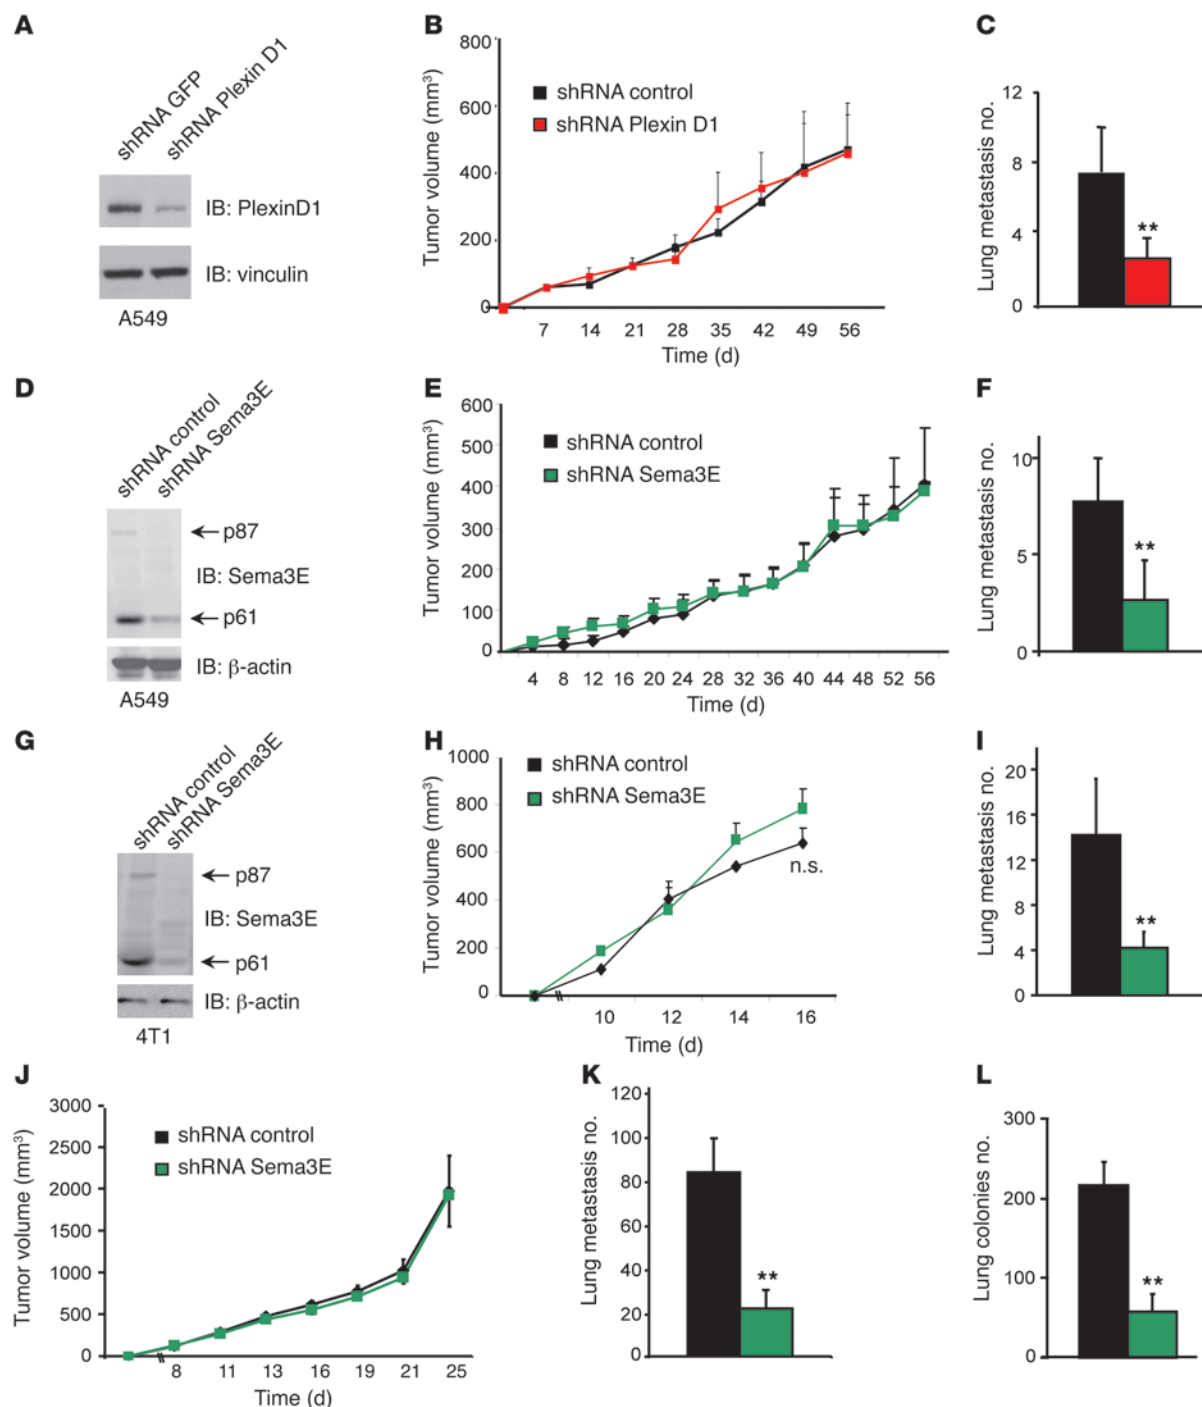 A
shRNA GFP
shRNA Plexin D1
IB: PlexinD1
IB: vinculin
A549
B
Tumor volume (mm³)
800
600
400
200
0
shRNA control
shRNA Plexin D1
7 14 21 28 35 42 49 56
Time (d)
C
Lung metastasis no.
12
8
4
0
**
D
shRNA control
shRNA Sema3E
p87
IB: Sema3E
p61
IB: β-actin
A549
E
Tumor volume (mm³)
600
500
400
300
200
100
0
shRNA control
shRNA Sema3E
4 8 12 16 20 24 28 32 36 40 44 48 52 56
Time (d)
F
Lung metastasis no.
10
5
0
**
G
shRNA control
shRNA Sema3E
p87
IB: Sema3E
p61
IB: β-actin
4T1
H
Tumor volume (mm³)
1000
800
600
400
200
0
shRNA control
shRNA Sema3E
n.s.
10 12 14 16
Time (d)
I
Lung metastasis no.
20
16
12
8
4
0
**
J
Tumor volume (mm³)
3000
2500
2000
1500
1000
500
0
shRNA control
shRNA Sema3E
8 11 13 16 19 21 25
Time (d)
K
Lung metastasis no.
120
100
80
60
40
20
0
**
L
Lung colonies no.
300
200
100
0
**